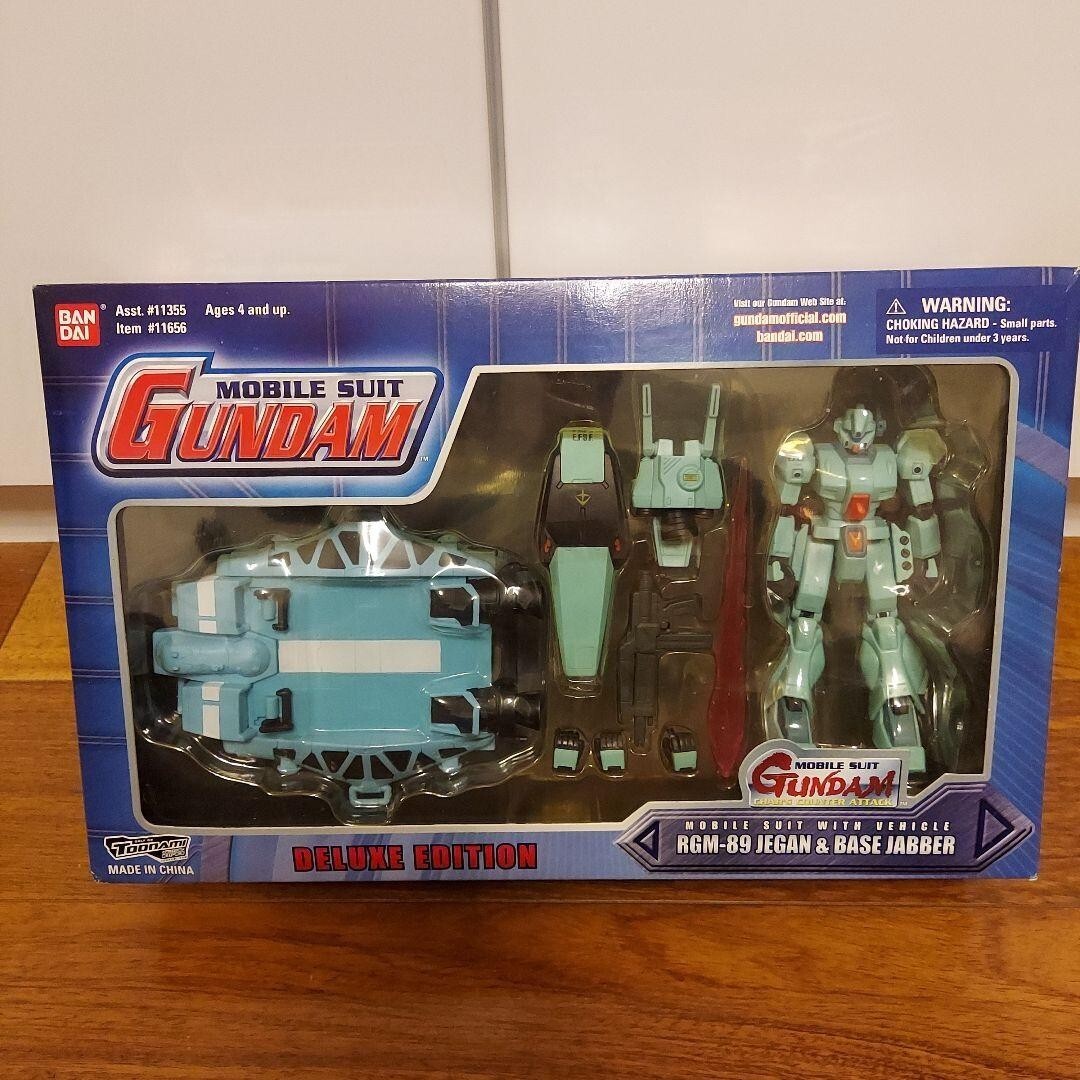 BAN
DAI
®
Asst. #11355 Ages 4 and up.
Item #11656
Visit our Gundam Web Site at:
gundamofficial.com
bandai.com
WARNING:
CHOKING HAZARD - Small parts.
Not for Children under 3 years.
MOBILE SUIT
GUNDAM
TM
E.F.S.F.
MOBILE SUIT
GUNDAM
CHAR'S COUNTER ATTACK
TM
MOBILE SUIT WITH VEHICLE
RGM-89 JEGAN & BASE JABBER
TOONAMI
MADE IN CHINA
DELUXE EDITION